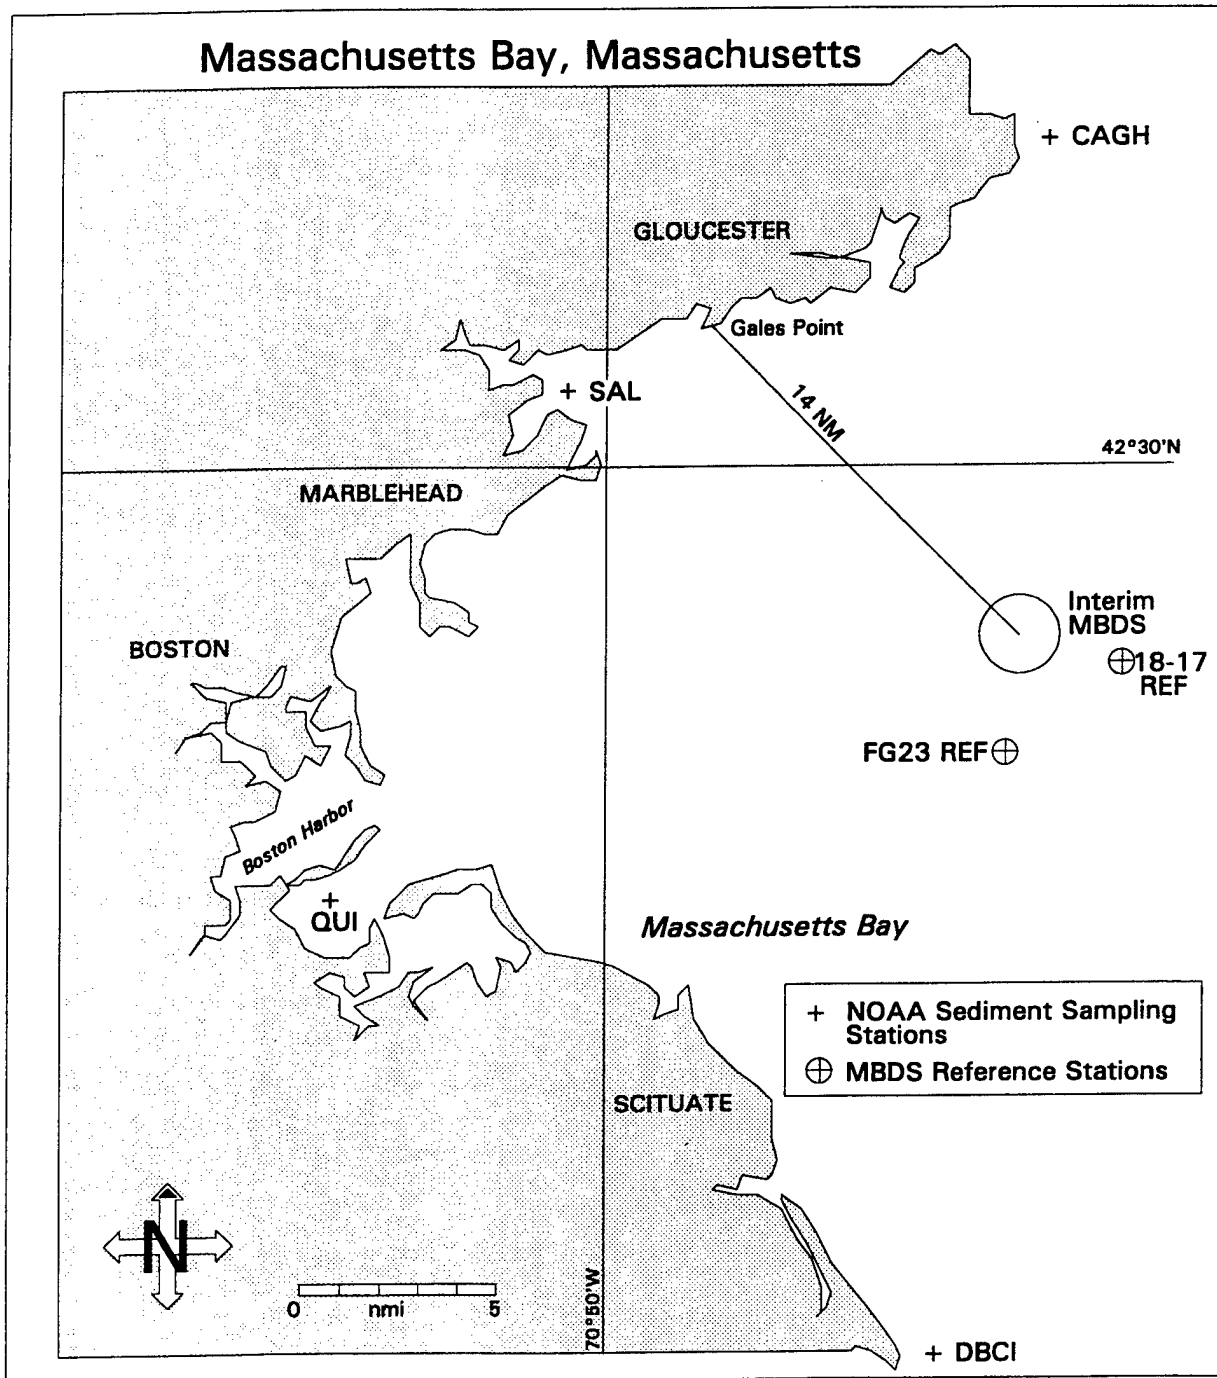 Massachusetts Bay, Massachusetts
+ CAGH
GLOUCESTER
Gales Point
+ SAL
14 NM
42°30'N
MARBLEHEAD
Interim
MBDS
BOSTON
18-17
REF
FG23 REF
Boston Harbor
QUI
Massachusetts Bay
+ NOAA Sediment Sampling
Stations
MBDS Reference Stations
SCITUATE
N
0 nmi 5
70°50'W
+ DBCI